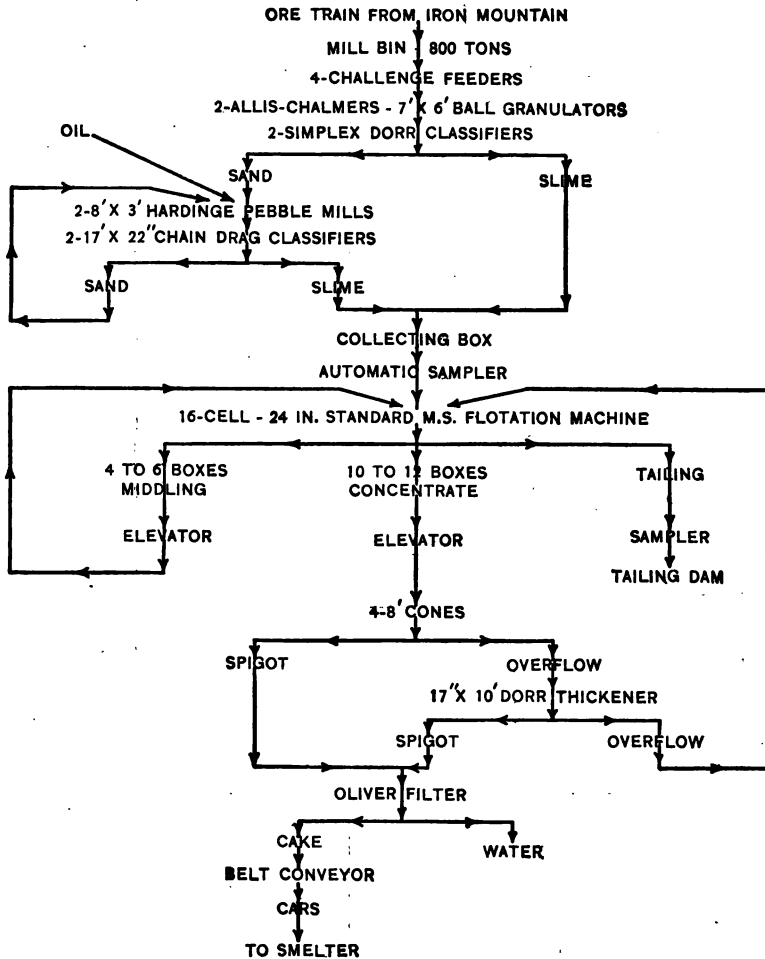 ORE TRAIN FROM IRON MOUNTAIN
MILL BIN 800 TONS
4-CHALLENGE FEEDERS
2-ALLIS-CHALMERS - 7' X 6' BALL GRANULATORS
2-SIMPLEX DORR CLASSIFIERS
OIL
SAND
SLIME
2-8' X 3' HARDINGE PEBBLE MILLS
2-17' X 22" CHAIN DRAG CLASSIFIERS
SAND
SLIME
COLLECTING BOX
AUTOMATIC SAMPLER
16-CELL - 24 IN. STANDARD M.S. FLOTATION MACHINE
4 TO 6 BOXES
MIDDLING
10 TO 12 BOXES
CONCENTRATE
TAILING
ELEVATOR
ELEVATOR
SAMPLER
TAILING DAM
4-8' CONES
SPIGOT
OVERFLOW
17" X 10' DORR THICKENER
SPIGOT
OVERFLOW
OLIVER FILTER
CAKE
WATER
BELT CONVEYOR
CARS
TO SMELTER